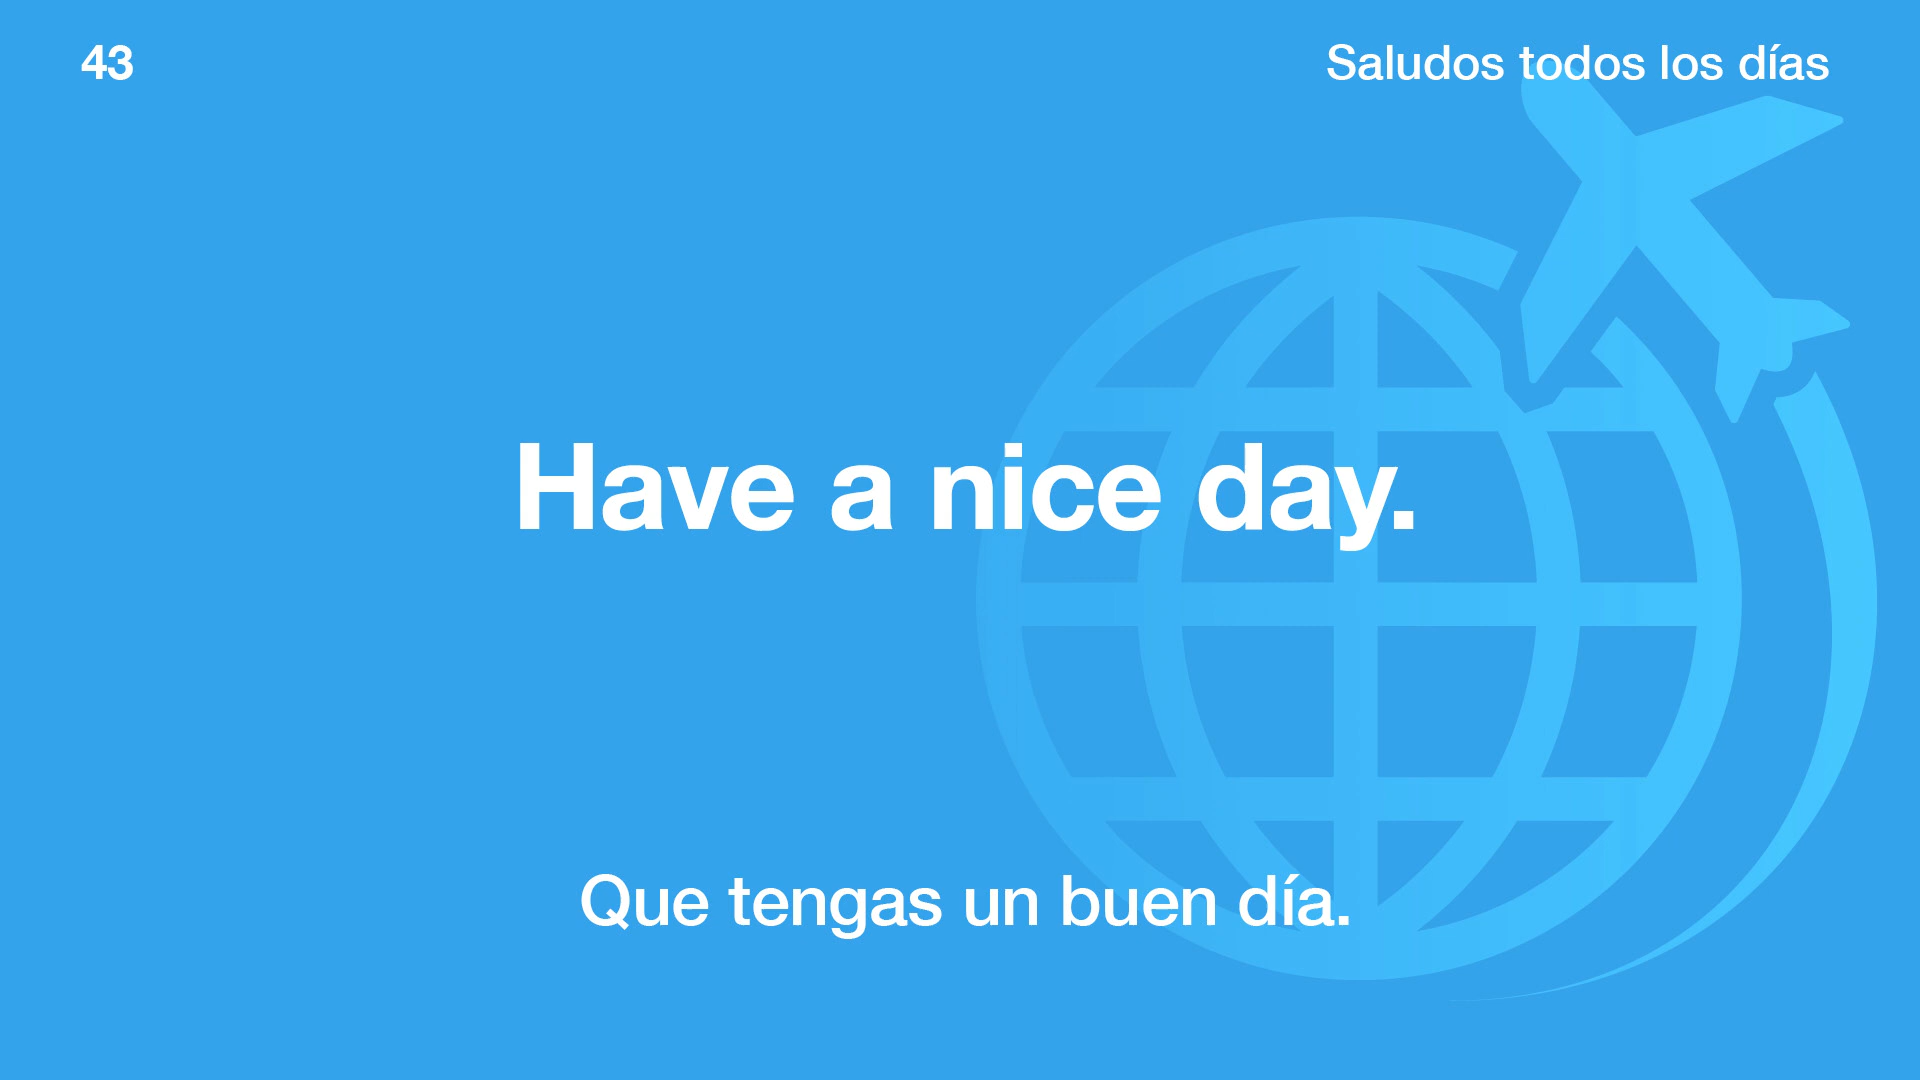 43
Saludos todos los días
Have a nice day.
Que tengas un buen día.